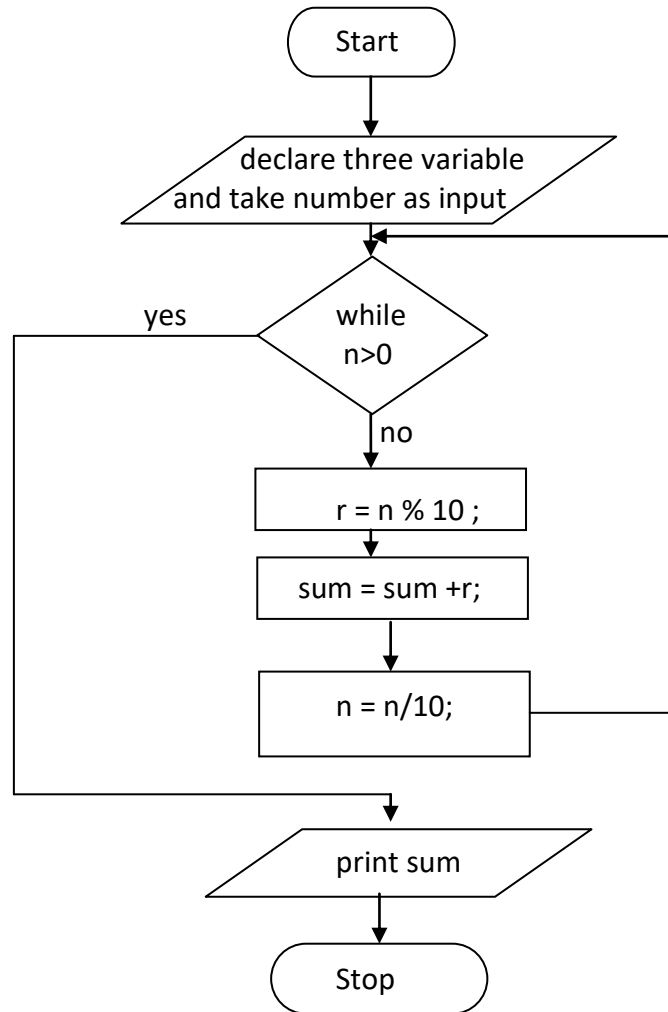 Start
declare three variable
and take number as input
yes
while
n>0
no
r = n % 10 ;
sum = sum +r;
n = n/10;
print sum
Stop